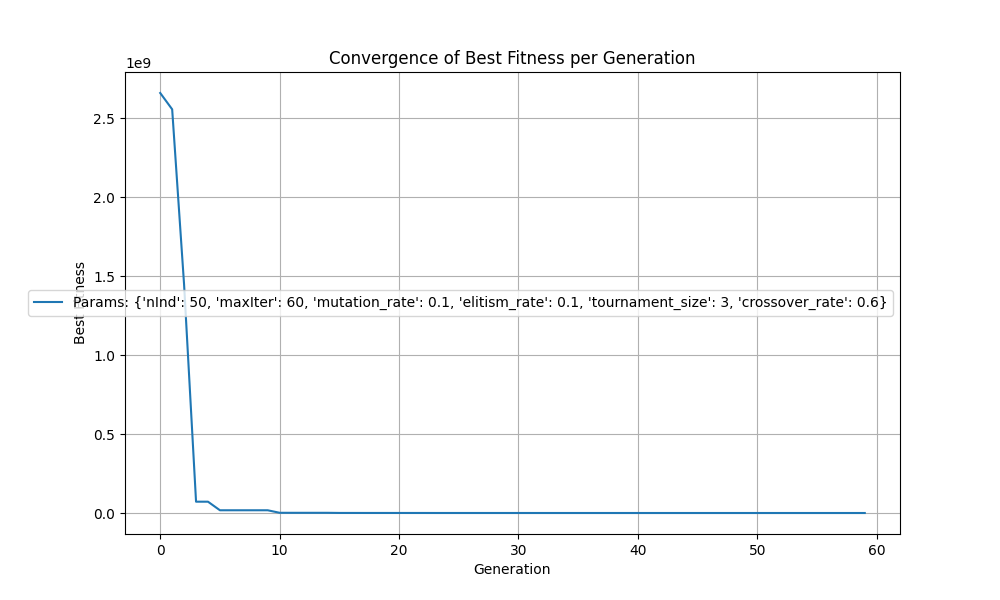 Convergence of Best Fitness per Generation
1e9
2.5
2.0
1.5
1.0
0.5
0.0
Best
ness
Params: {'nInd': 50, 'maxIter': 60, 'mutation_rate': 0.1, 'elitism_rate': 0.1, 'tournament_size': 3, 'crossover_rate': 0.6}
0 10 20 30 40 50 60
Generation